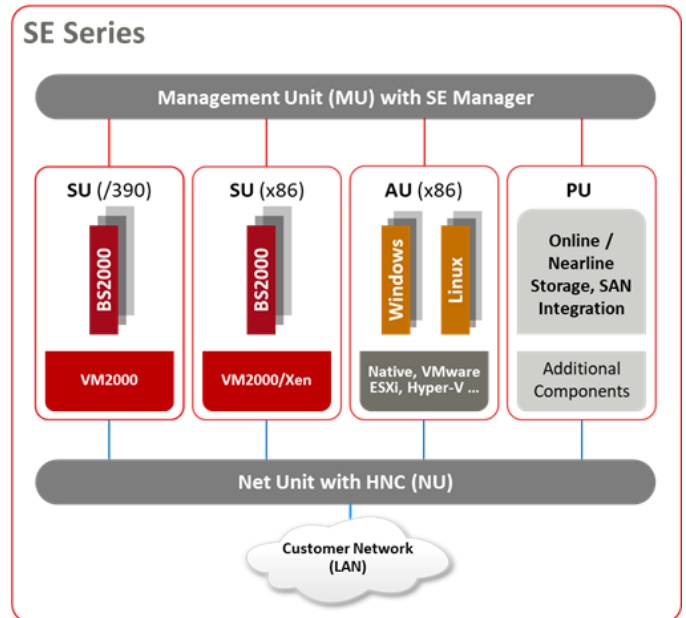 SE Series
Management Unit (MU) with SE Manager
SU (/390)
BS2000
VM2000
SU (x86)
BS2000
VM2000/Xen
AU (x86)
Windows
Linux
Native, VMware
ESXi, Hyper-V ...
PU
Online /
Nearline
Storage, SAN
Integration
Additional
Components
Net Unit with HNC (NU)
Customer Network
(LAN)